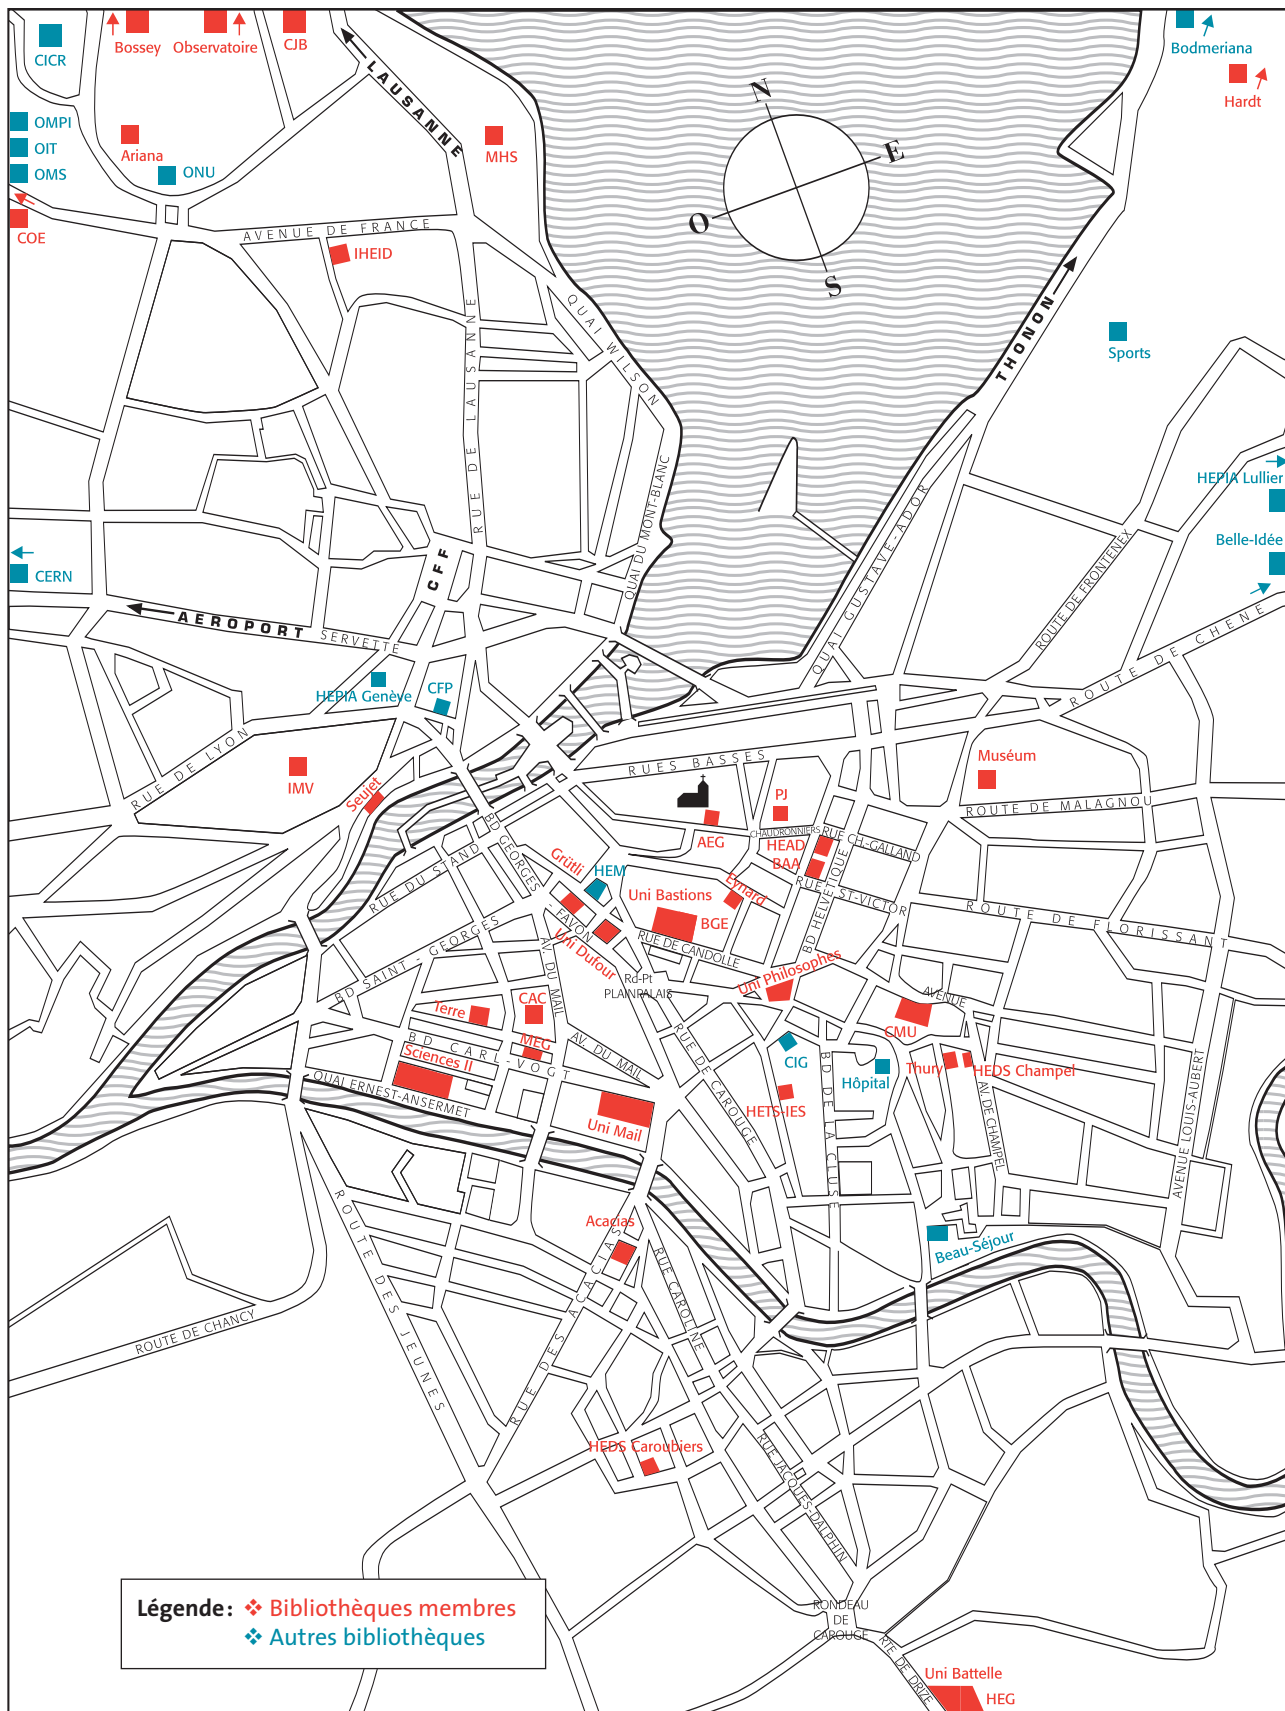 CICR
Bossey
Observatoire
CJB
Bodmeriana
Hardt
LAUSANNE
OMPI
OIT
OMS
Ariana
ONU
MHS
COE
N
E
O
S
AVENUE DE FRANCE
IHEID
QUAI WILSON
RUE DE LAUSANNE
THONON
Sports
QUAI DU MONT-BLANC
QUAI GUSTAVE-ADOR
HEPIA Lullier
Belle-Idée
ROUTE DE FRONTENEX
ROUTE DE CHENE
CERN
CFF
AEROPORT
SERVETTE
HEPIA Genève
CFP
RUE DE LYON
IMV
Seujet
RUES BASSES
Muséum
ROUTE DE MALAGNOU
PJ
AEG
CHAUDRONNIERS
RUE CH.-GALLAND
HEAD
BAA
RUE ST-VICTOR
BD HELVETIQUE
ROUTE DE FLORISSANT
BD GEORGES
- FAVON
RUE DU STAND
Grütli
HEM
Uni Bastions
Eynard
BGE
RUE DE CANDOLLE
Uni Dufour
BD SAINT - GEORGES
AV. DU MAIL
Rd-Pt
PLAINPALAIS
Uni Philosophes
AVENUE
CMU
Terre
CAC
MEG
BD CARL-VOGT
AV. DU MAIL
Sciences II
QUAI ERNEST-ANSERMET
Uni Mail
RUE DE CAROUGE
CIG
HETS-IES
BD DE LA CLUSE
Hôpital
Thury
HEDS Champel
AV. DE CHAMPEL
AVENUE LOUIS-AUBERT
Beau-Séjour
Acacias
RUE DES ACACIAS
RUE CAROLINE
ROUTE DES JEUNES
ROUTE DE CHANCY
HEDS Caroubiers
RUE JACQUES-DALPHIN
RONDEAU
DE
CAROUGE
RTE DE DRIZE
Uni Battelle
HEG
Légende: ❖ Bibliothèques membres
❖ Autres bibliothèques